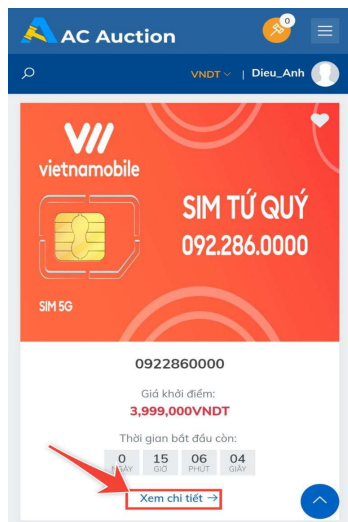 AC Auction
0
VNDT | Dieu_Anh
vietnamobile
SIM TỨ QUÝ
092.286.0000
SIM 5G
0922860000
Giá khởi điểm:
3,999,000VNDT
Thời gian bắt đầu còn:
0 15 06 04
NGÀY GIỜ PHÚT GIÂY
Xem chi tiết →